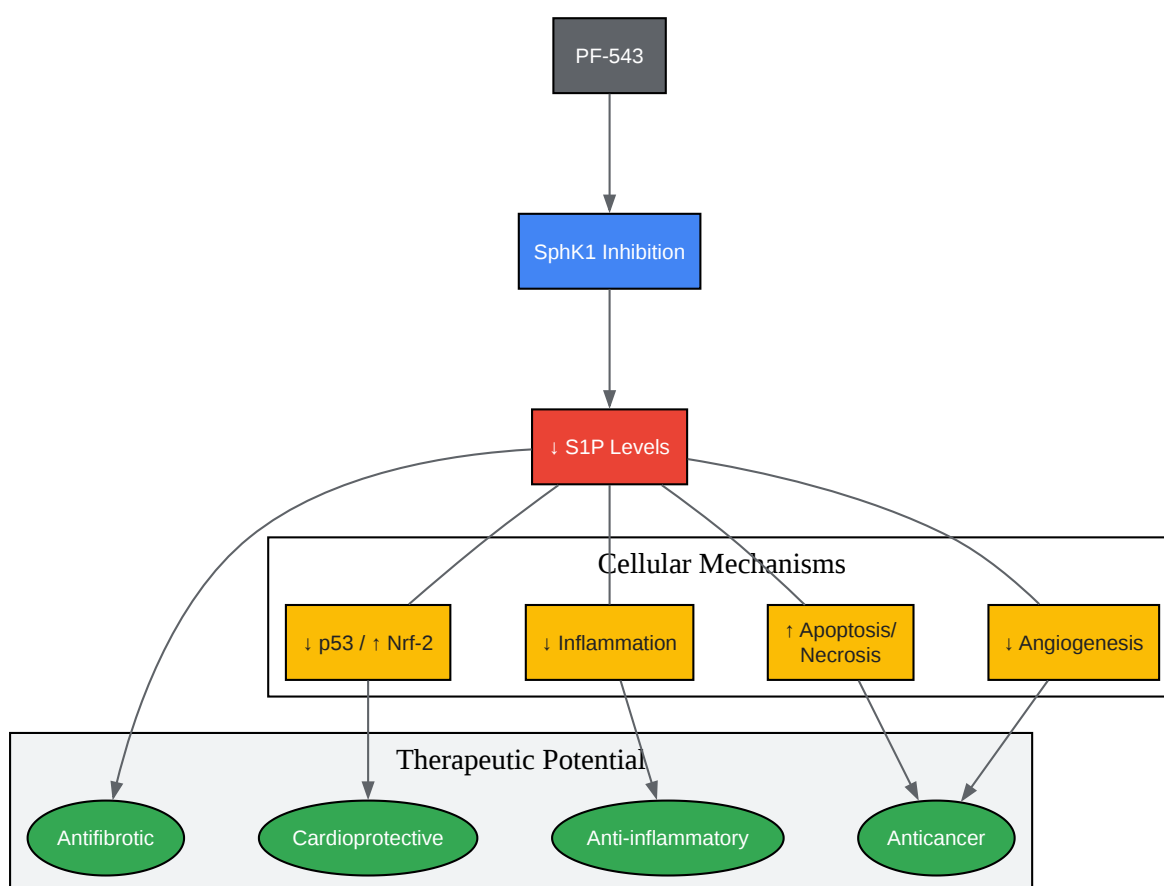 PF-543
SphK1 Inhibition
↓ S1P Levels
Cellular Mechanisms
↓ p53 / ↑ Nrf-2
↓ Inflammation
↑ Apoptosis/
Necrosis
↓ Angiogenesis
Therapeutic Potential
Antifibrotic
Cardioprotective
Anti-inflammatory
Anticancer